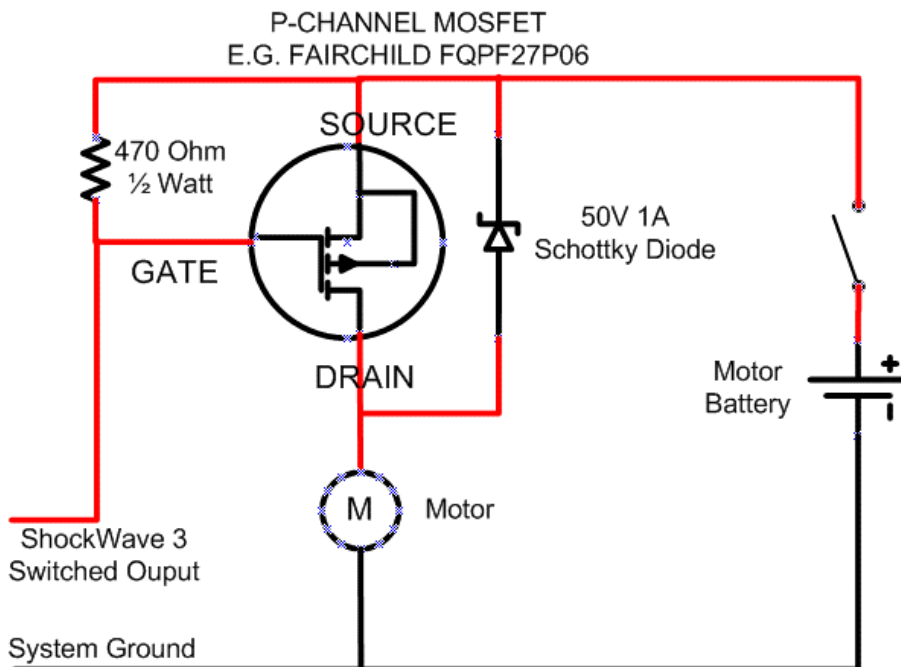 P-CHANNEL MOSFET
E.G. FAIRCHILD FQPF27P06
SOURCE
470 Ohm
½ Watt
50V 1A
Schottky Diode
GATE
DRAIN
Motor
Battery
+
-
M
Motor
ShockWave 3
Switched Ouput
System Ground